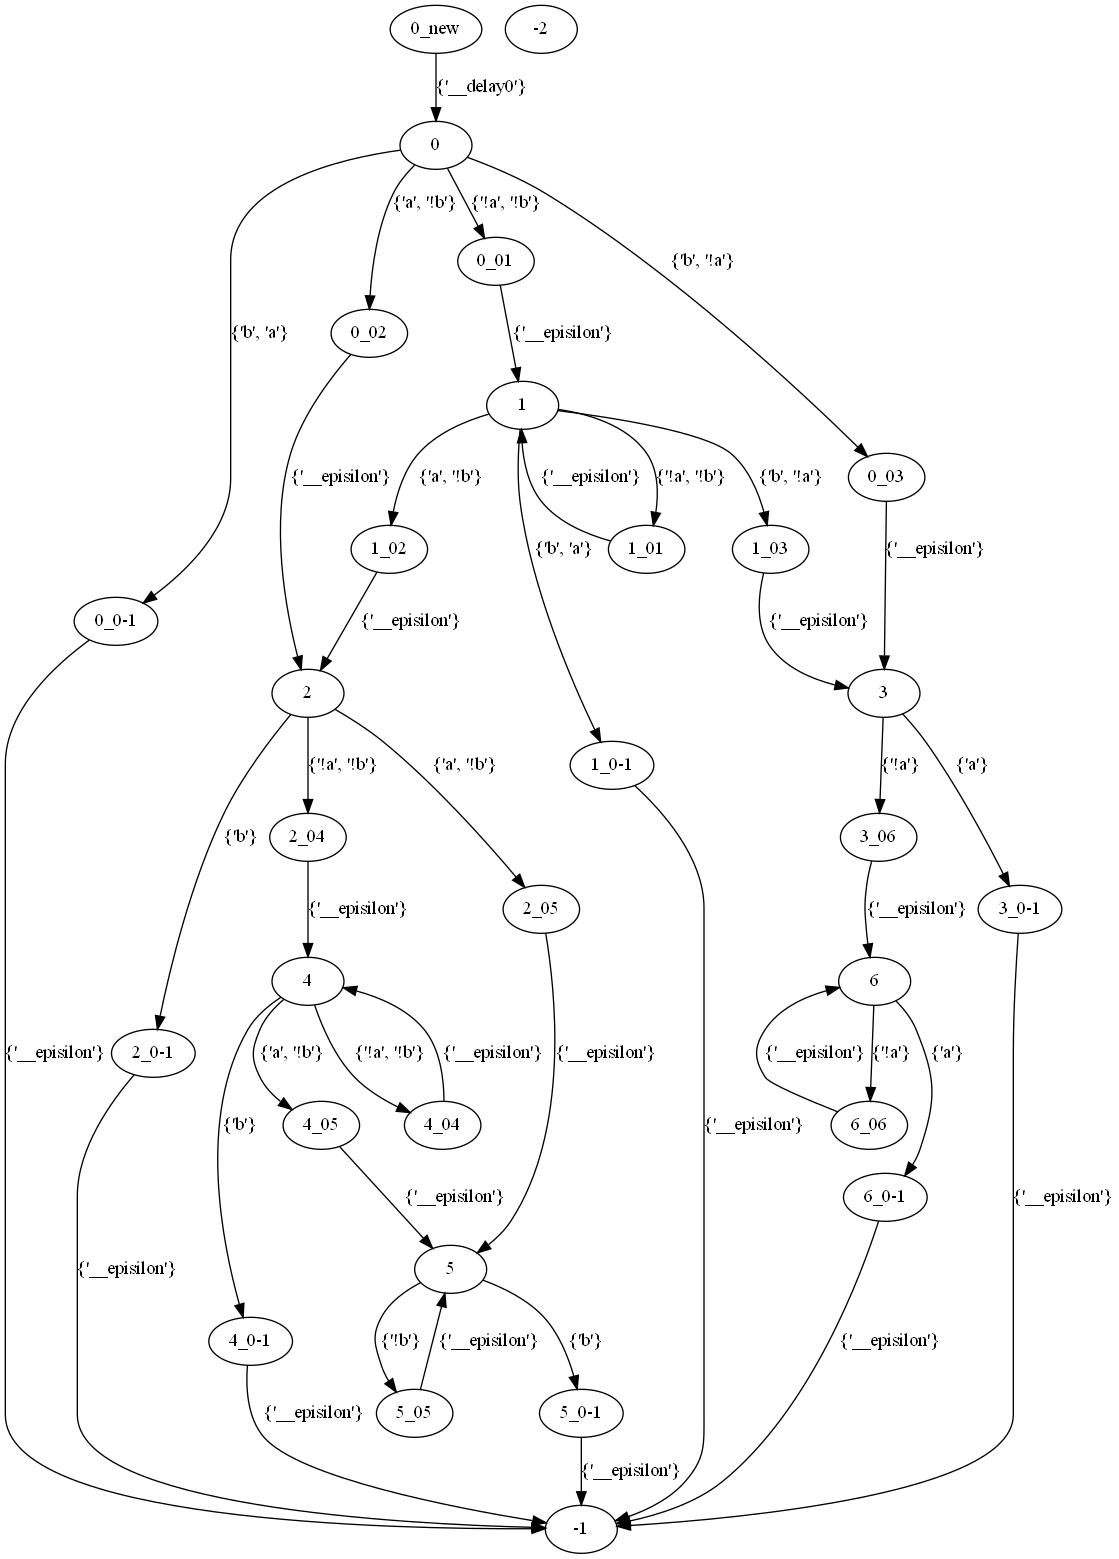 0_new
-2
{'__delay0'}
0
{'a', '!b'}
{'!a', '!b'}
0_01
{'b', '!a'}
{'b', 'a'}
0_02
{'__episilon'}
1
{'__episilon'}
{'a', '!b'}
{'__episilon'}
{'!a', '!b'}
{'b', '!a'}
0_03
1_02
{'b', 'a'}
1_01
1_03
{'__episilon'}
0_0-1
{'__episilon'}
{'__episilon'}
2
3
{'!a', '!b'}
{'a', '!b'}
1_0-1
{'!a'}
{'a'}
{'b'}
2_04
3_06
{'__episilon'}
2_05
{'__episilon'}
3_0-1
4
6
{'__episilon'}
2_0-1
{'a', '!b'}
{'!a', '!b'}
{'__episilon'}
{'__episilon'}
{'__episilon'}
{'!a'}
{'a'}
{'b'}
4_05
4_04
{'__episilon'}
6_06
{'__episilon'}
6_0-1
{'__episilon'}
{'__episilon'}
5
4_0-1
{'!b'}
{'__episilon'}
{'b'}
{'__episilon'}
{'__episilon'}
5_05
5_0-1
{'__episilon'}
-1